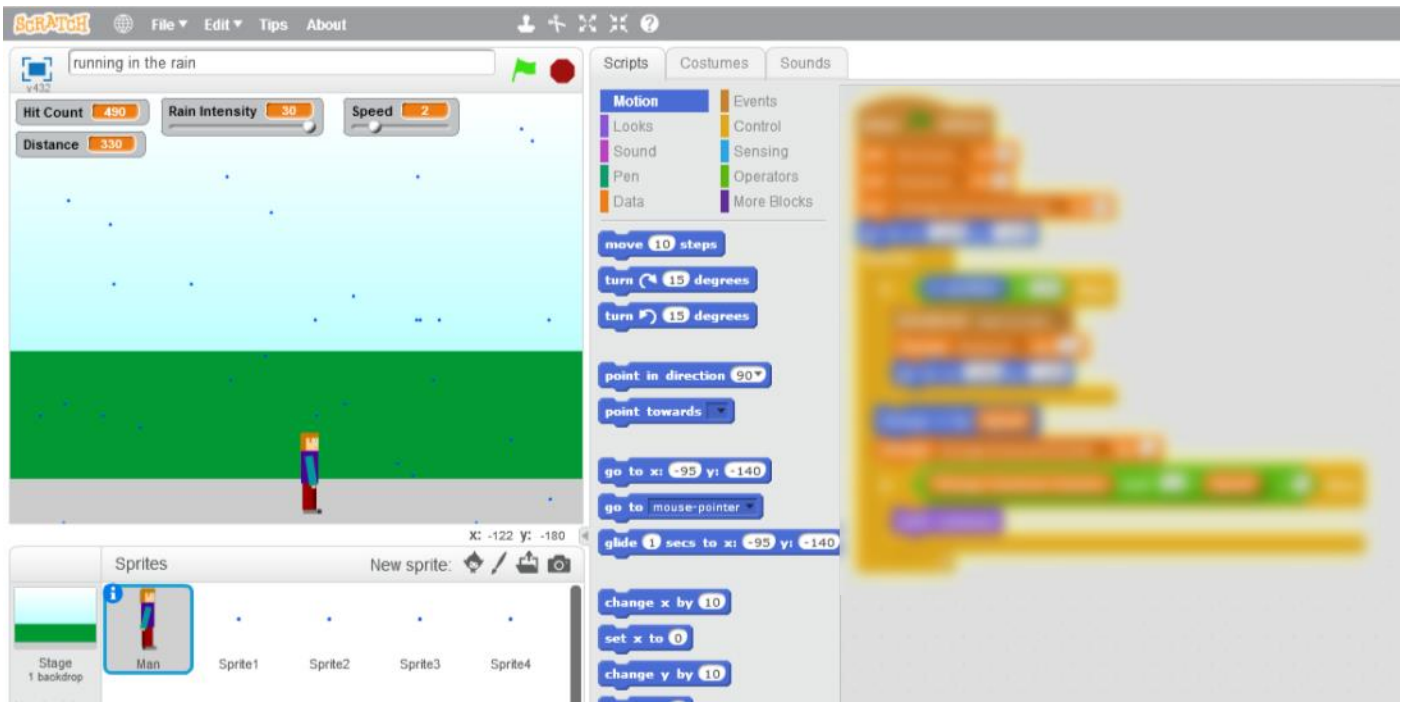 SCRATCH File Edit Tips About
running in the rain
v432
Scripts Costumes Sounds
Hit Count 490 Rain Intensity 30 Speed 2
Distance 330
Motion Events
Looks Control
Sound Sensing
Pen Operators
Data More Blocks
move 10 steps
turn 15 degrees
turn 15 degrees
point in direction 90
point towards
go to x: -95 y: -140
go to mouse-pointer
glide 1 secs to x: -95 y: -140
change x by 10
set x to 0
change y by 10
X: -122 y: -180
Sprites New sprite:
Stage
1 backdrop
Man Sprite1 Sprite2 Sprite3 Sprite4